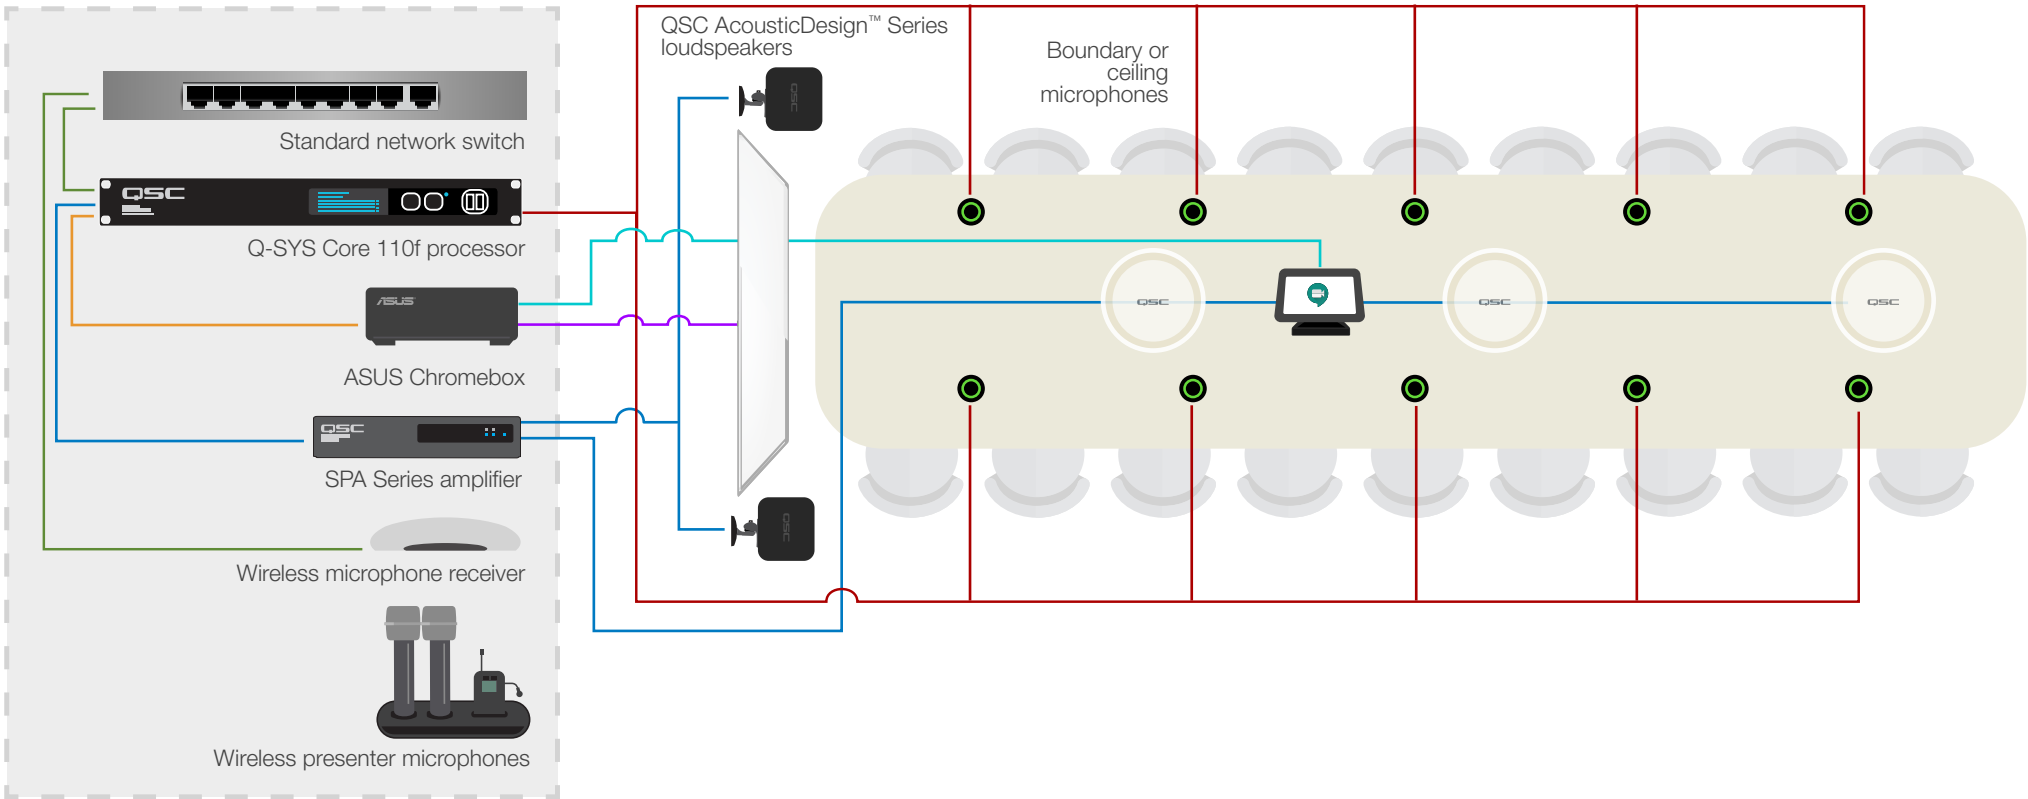 QSC AcousticDesign™ Series
loudspeakers
Boundary or
ceiling
microphones
QSC
Standard network switch
QSC
Q-SYS Core 110f processor
ASUS
ASUS Chromebox
QSC
QSC
QSC
QSC
SPA Series amplifier
QSC
Wireless microphone receiver
Wireless presenter microphones